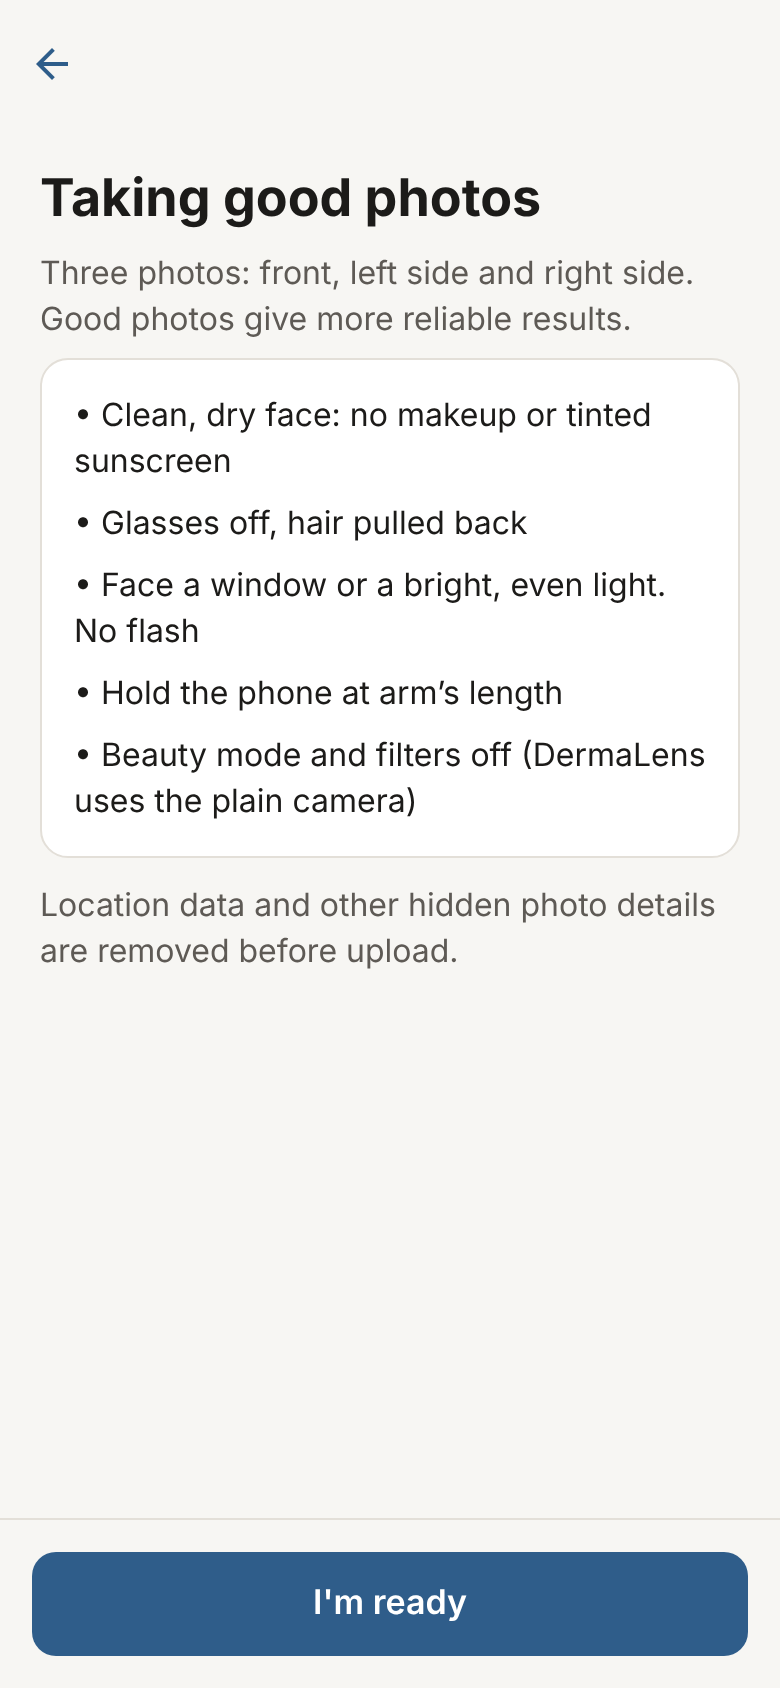 Taking good photos
Three photos: front, left side and right side.
Good photos give more reliable results.
• Clean, dry face: no makeup or tinted
sunscreen
• Glasses off, hair pulled back
• Face a window or a bright, even light.
No flash
• Hold the phone at arm’s length
• Beauty mode and filters off (DermaLens
uses the plain camera)
Location data and other hidden photo details
are removed before upload.
I'm ready